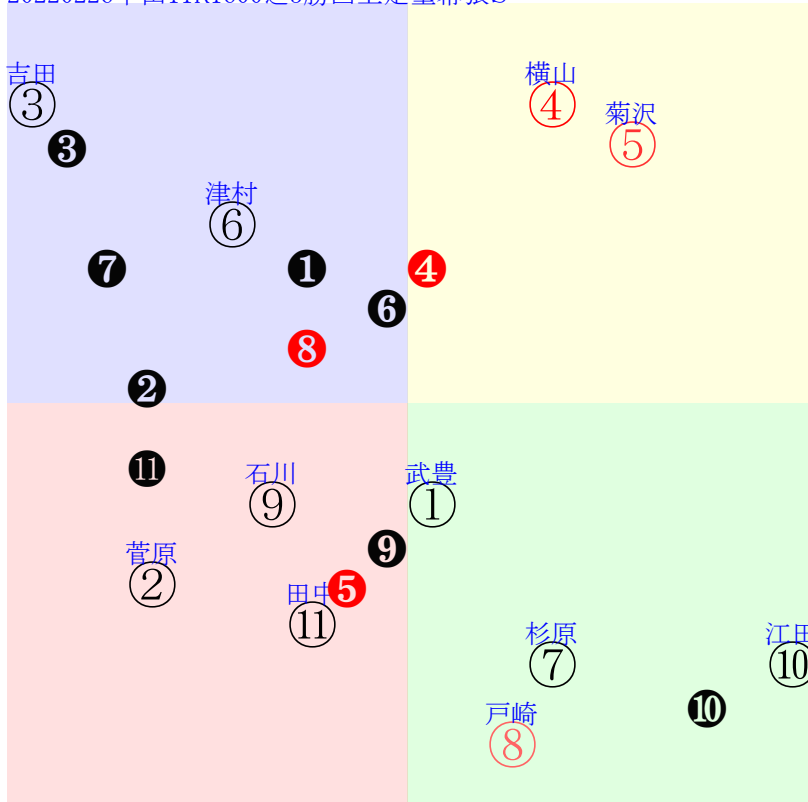 吉田
③
横山
④
菊沢
⑤
❸
津村
⑥
❼
❶
❹
❻
❽
❷
⓫
石川
⑨
武豊
①
❾
菅原
②
❺
⑪
杉原
⑦
江田
⑩
❿
戸崎
⑧